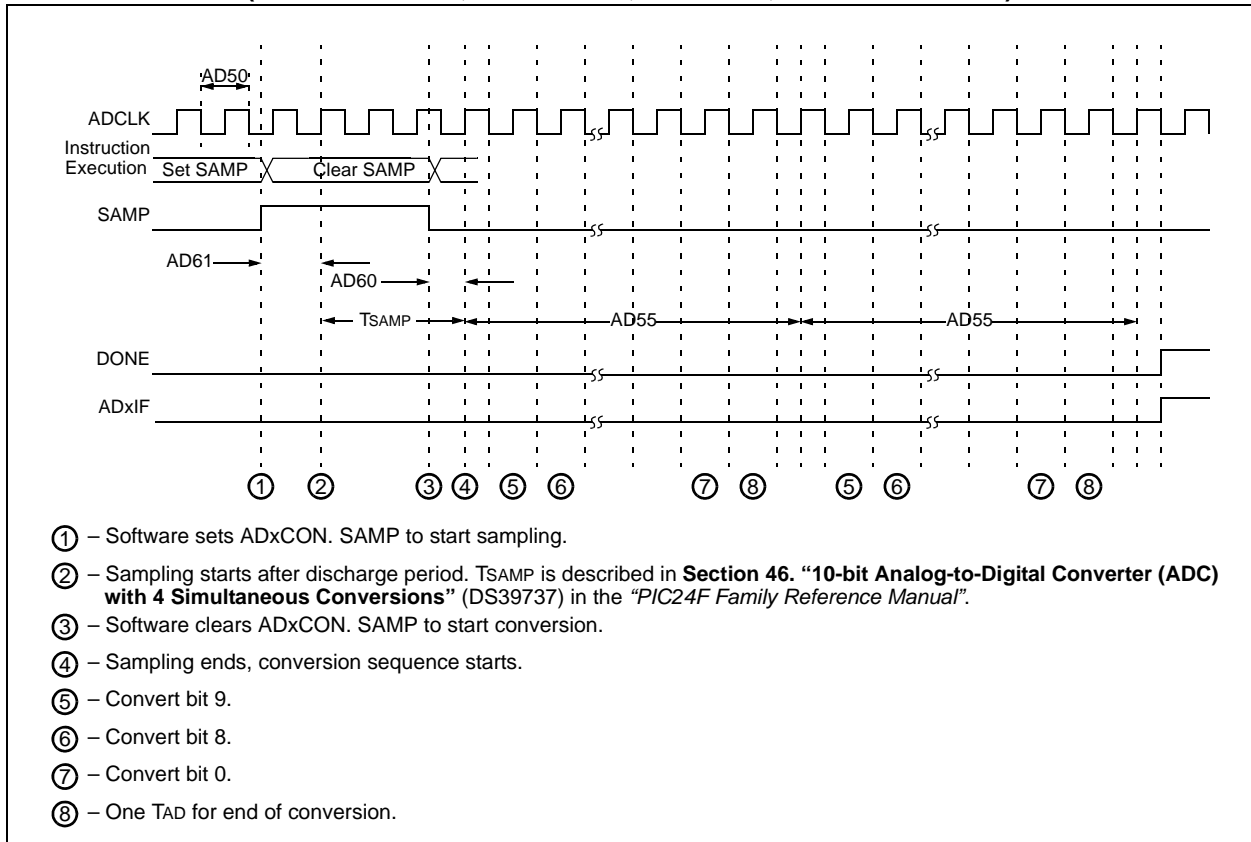 AD50
ADCLK
Instruction
Execution Set SAMP Clear SAMP
SAMP
AD61
AD60
TSAMP AD55 AD55
DONE
ADxIF
1 2 3 4 5 6 7 8 5 6 7 8
1 – Software sets ADxCON. SAMP to start sampling.
2 – Sampling starts after discharge period. TSAMP is described in Section 46. “10-bit Analog-to-Digital Converter (ADC)
with 4 Simultaneous Conversions” (DS39737) in the “PIC24F Family Reference Manual”.
3 – Software clears ADxCON. SAMP to start conversion.
4 – Sampling ends, conversion sequence starts.
5 – Convert bit 9.
6 – Convert bit 8.
7 – Convert bit 0.
8 – One TAD for end of conversion.